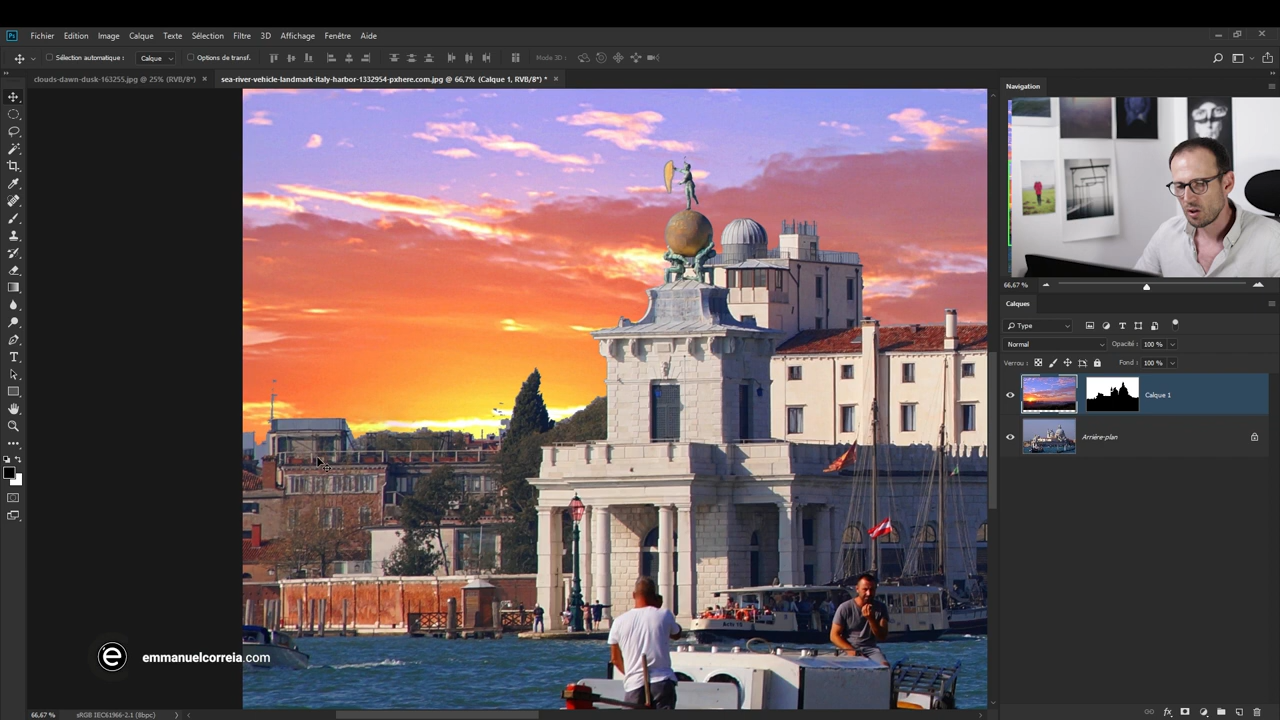 Ps Fichier Edition Image Calque Texte Sélection Filtre 3D Affichage Fenêtre Aide
Sélection automatique : Calque Options de transf. Mode 3D :
clouds-dawn-dusk-163255.jpg @ 25% (RVB/8*) × sea-river-vehicle-landmark-italy-harbor-1332954-pxhere.com.jpg @ 66,7% (Calque 1, RVB/8*) * ×
Navigation
66,67 %
Calques
Type
Normal Opacité : 100 %
Verrou : Fond : 100 %
Calque 1
Arrière-plan
e emmanuelcorreia.com
66,67 % sRGB IEC61966-2.1 (8bpc)